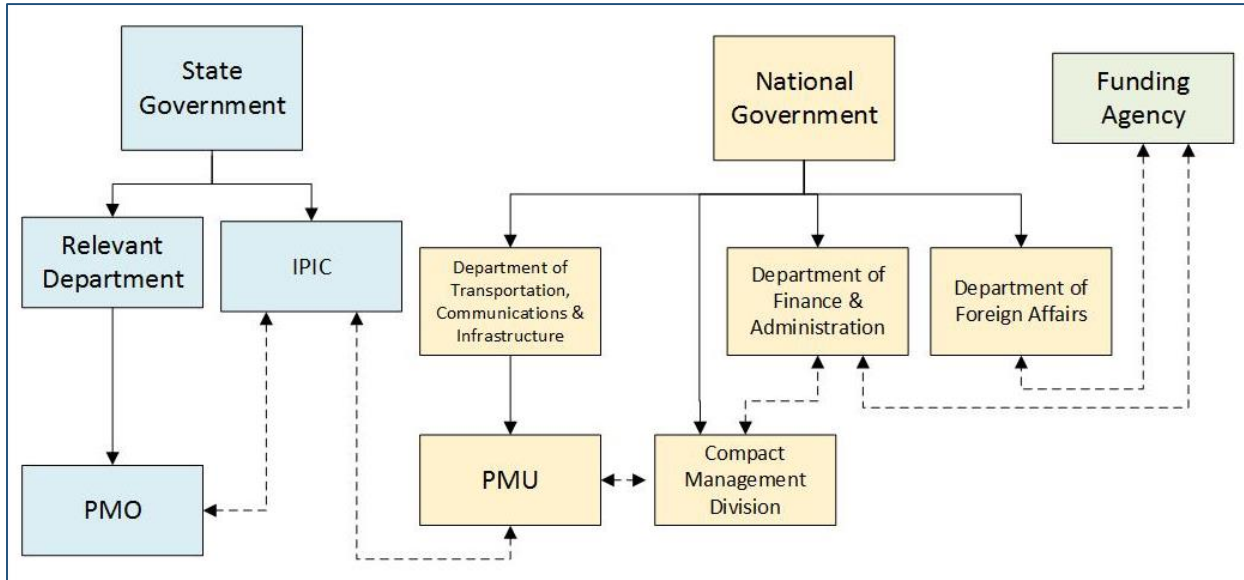 State
Government
National
Government
Funding
Agency
Relevant
Department
IPIC
Department of
Transportation,
Communications &
Infrastructure
Department of
Finance &
Administration
Department of
Foreign Affairs
PMO
PMU
Compact
Management
Division